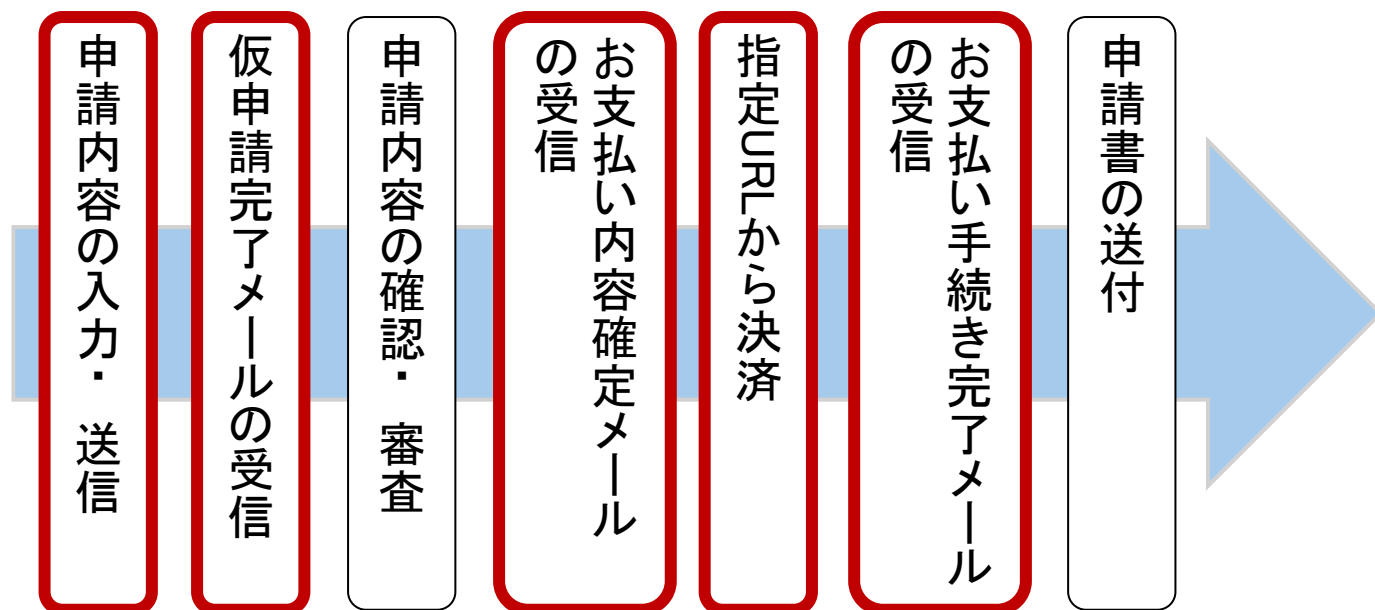 申請内容の入力・ 送信
仮申請完了メールの受信
申請内容の確認・ 審査
お支払い内容確定メール
の受信
指定URLから決済
お支払い手続き完了メール
の受信
申請書の送付